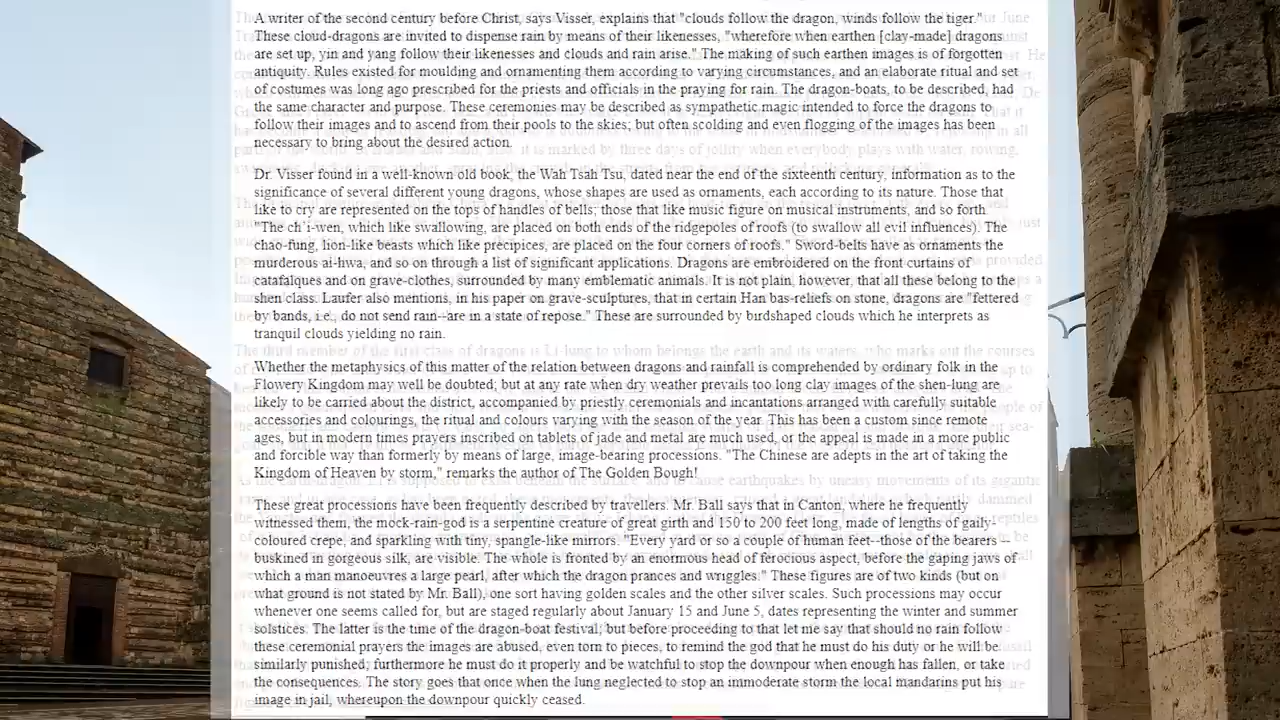 A writer of the second century before Christ, says Visser, explains that "clouds follow the dragon, winds follow the tiger."
These cloud-dragons are invited to dispense rain by means of their likenesses, "wherefore when earthen [clay-made] dragons
are set up, yin and yang follow their likenesses and clouds and rain arise." The making of such earthen images is of forgotten
antiquity. Rules existed for moulding and ornamenting them according to varying circumstances, and an elaborate ritual and set
of costumes was long ago prescribed for the priests and officials in the praying for rain. The dragon-boats, to be described, had
the same character and purpose. These ceremonies may be described as sympathetic magic intended to force the dragons to
follow their images and to ascend from their pools to the skies; but often scolding and even flogging of the images has been
necessary to bring about the desired action.
Dr. Visser found in a well-known old book, the Wah Tsah Tsu, dated near the end of the sixteenth century, information as to the
significance of several different young dragons, whose shapes are used as ornaments, each according to its nature. Those that
like to cry are represented on the tops of handles of bells; those that like music figure on musical instruments, and so forth.
"The ch'i-wen, which like swallowing, are placed on both ends of the ridgepoles of roofs (to swallow all evil influences). The
chao-fung, lion-like beasts which like precipices, are placed on the four corners of roofs." Sword-belts have as ornaments the
murderous ai-hwa, and so on through a list of significant applications. Dragons are embroidered on the front curtains of
catafalques and on grave-clothes, surrounded by many emblematic animals. It is not plain, however, that all these belong to the
shen class. Laufer also mentions, in his paper on grave-sculptures, that in certain Han bas-reliefs on stone, dragons are "fettered
by bands, i.e., do not send rain--are in a state of repose." These are surrounded by birdshaped clouds which he interprets as
tranquil clouds yielding no rain.
Whether the metaphysics of this matter of the relation between dragons and rainfall is comprehended by ordinary folk in the
Flowery Kingdom may well be doubted; but at any rate when dry weather prevails too long clay images of the shen-lung are
likely to be carried about the district, accompanied by priestly ceremonials and incantations arranged with carefully suitable
accessories and colourings, the ritual and colours varying with the season of the year. This has been a custom since remote
ages, but in modern times prayers inscribed on tablets of jade and metal are much used, or the appeal is made in a more public
and forcible way than formerly by means of large, image-bearing processions. "The Chinese are adepts in the art of taking the
Kingdom of Heaven by storm," remarks the author of The Golden Bough!
These great processions have been frequently described by travellers. Mr. Ball says that in Canton, where he frequently
witnessed them, the mock-rain-god is a serpentine creature of great girth and 150 to 200 feet long, made of lengths of gaily-
coloured crepe, and sparkling with tiny, spangle-like mirrors. "Every yard or so a couple of human feet--those of the bearers--
buskined in gorgeous silk, are visible. The whole is fronted by an enormous head of ferocious aspect, before the gaping jaws of
which a man manoeuvres a large pearl, after which the dragon prances and wriggles." These figures are of two kinds (but on
what ground is not stated by Mr. Ball), one sort having golden scales and the other silver scales. Such processions may occur
whenever one seems called for, but are staged regularly about January 15 and June 5, dates representing the winter and summer
solstices. The latter is the time of the dragon-boat festival; but before proceeding to that let me say that should no rain follow
these ceremonial prayers the images are abused, even torn to pieces, to remind the god that he must do his duty or he will be
similarly punished; furthermore he must do it properly and be watchful to stop the downpour when enough has fallen, or take
the consequences. The story goes that once when the lung neglected to stop an immoderate storm the local mandarins put his
image in jail, whereupon the downpour quickly ceased.